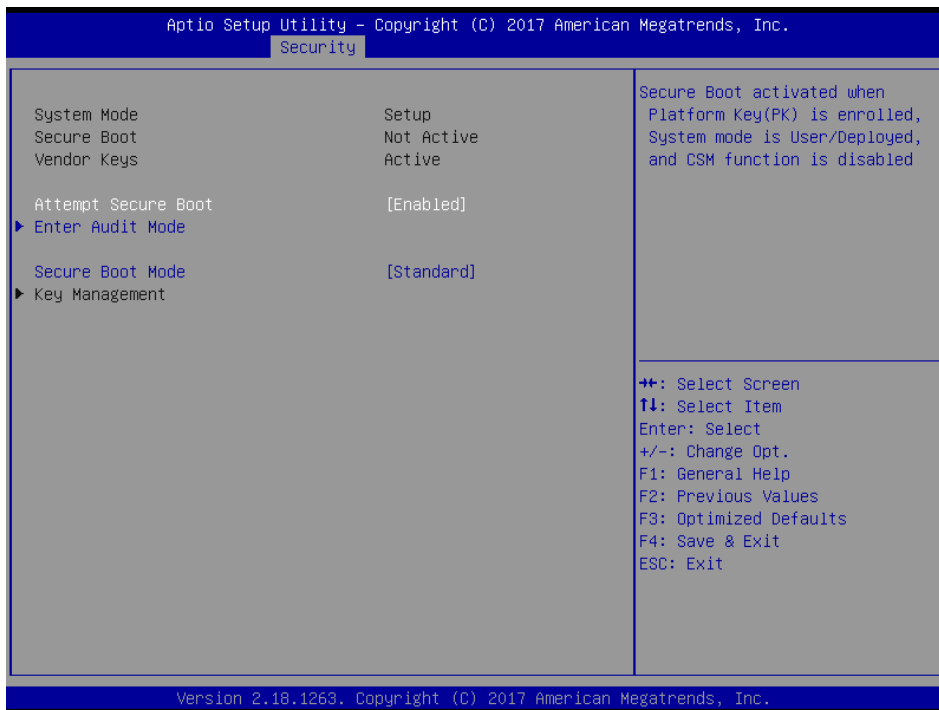 Aptio Setup Utility – Copyright (C) 2017 American Megatrends, Inc.
Security
System Mode Setup
Secure Boot Not Active
Vendor Keys Active
Attempt Secure Boot [Enabled]
▶ Enter Audit Mode
Secure Boot Mode [Standard]
▶ Key Management
Secure Boot activated when
Platform Key(PK) is enrolled,
System mode is User/Deployed,
and CSM function is disabled
→←: Select Screen
↑↓: Select Item
Enter: Select
+/-: Change Opt.
F1: General Help
F2: Previous Values
F3: Optimized Defaults
F4: Save & Exit
ESC: Exit
Version 2.18.1263. Copyright (C) 2017 American Megatrends, Inc.